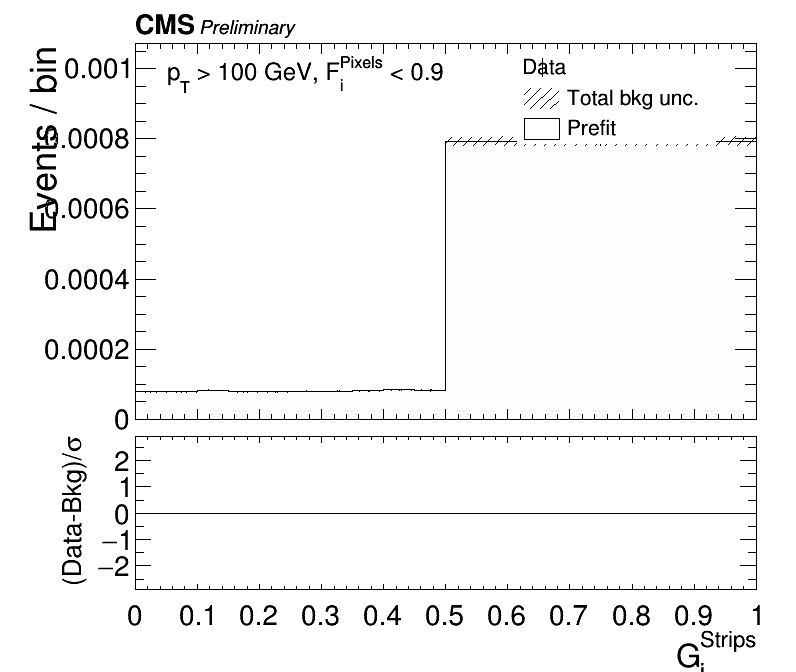 CMS Preliminary
p_T > 100 GeV, F_i^Pixels < 0.9
Data
Total bkg unc.
Prefit
Events / bin
0.001
0.0008
0.0006
0.0004
0.0002
0
(Data-Bkg)/σ
2
1
0
−1
−2
0 0.1 0.2 0.3 0.4 0.5 0.6 0.7 0.8 0.9 1
G_i^Strips